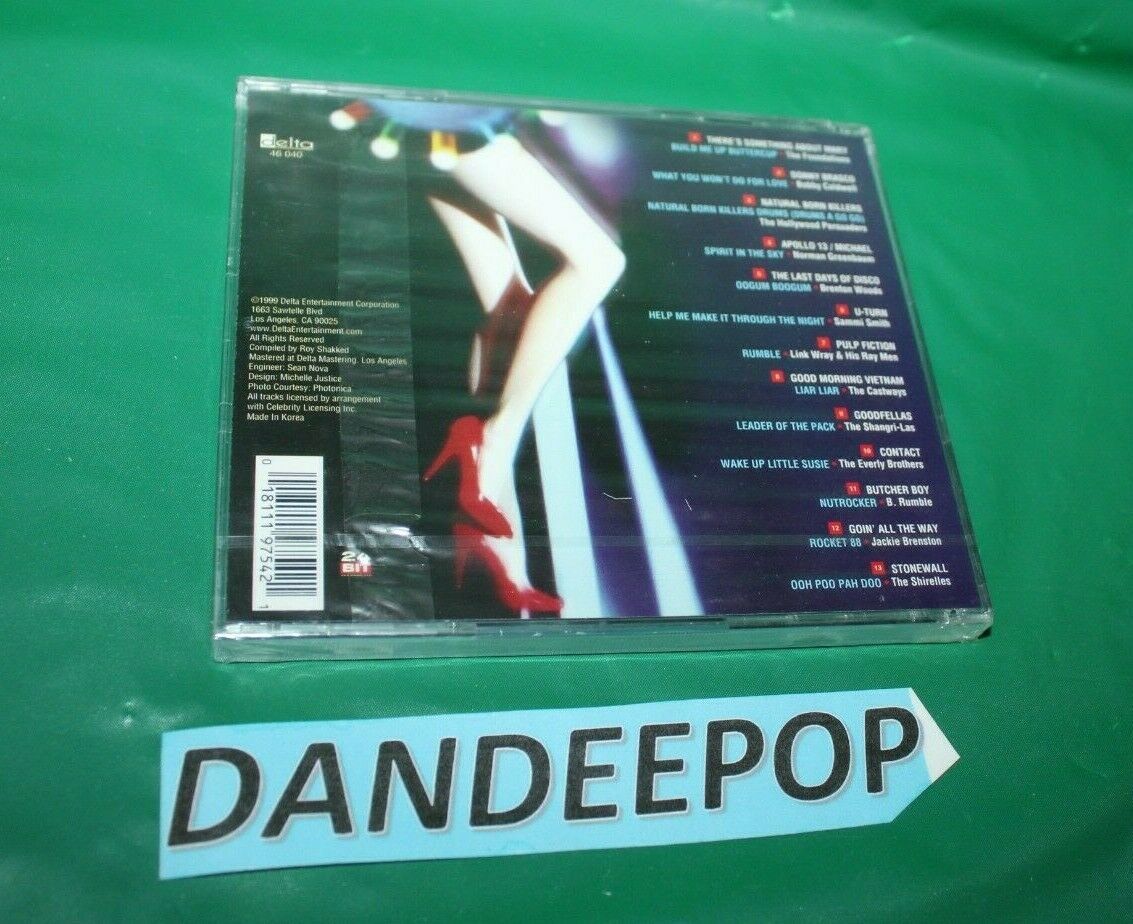 delta
46 040
1 THERE'S SOMETHING ABOUT MARY
BUILD ME UP BUTTERCUP • The Foundations
2 DONNY BRASCO
WHAT YOU WON'T DO FOR LOVE • Bobby Caldwell
3 NATURAL BORN KILLERS
NATURAL BORN KILLERS DRUMS (DRUMS A GO GO)
The Hollywood Persuaders
4 APOLLO 13 / MICHAEL
SPIRIT IN THE SKY • Norman Greenbaum
5 THE LAST DAYS OF DISCO
OOGUM BOOGUM • Brenton Woods
6 U-TURN
HELP ME MAKE IT THROUGH THE NIGHT • Sammi Smith
7 PULP FICTION
RUMBLE • Link Wray & His Ray Men
8 GOOD MORNING VIETNAM
LIAR LIAR • The Castways
9 GOODFELLAS
LEADER OF THE PACK • The Shangri-Las
10 CONTACT
WAKE UP LITTLE SUSIE • The Everly Brothers
11 BUTCHER BOY
NUTROCKER • B. Rumble
12 GOIN' ALL THE WAY
ROCKET 88 • Jackie Brenston
13 STONEWALL
OOH POO PAH DOO • The Shirelles
©1999 Delta Entertainment Corporation
1663 Sawtelle Blvd
Los Angeles, CA 90025
www.DeltaEntertainment.com
All Rights Reserved
Compiled by Roy Shakked
Mastered at Delta Mastering, Los Angeles
Engineer: Sean Nova
Design: Michelle Justice
Photo Courtesy: Photonica
All tracks licensed by arrangement
with Celebrity Licensing Inc.
Made In Korea
0 18111 97542 1
24
BIT
DANDEEPOP